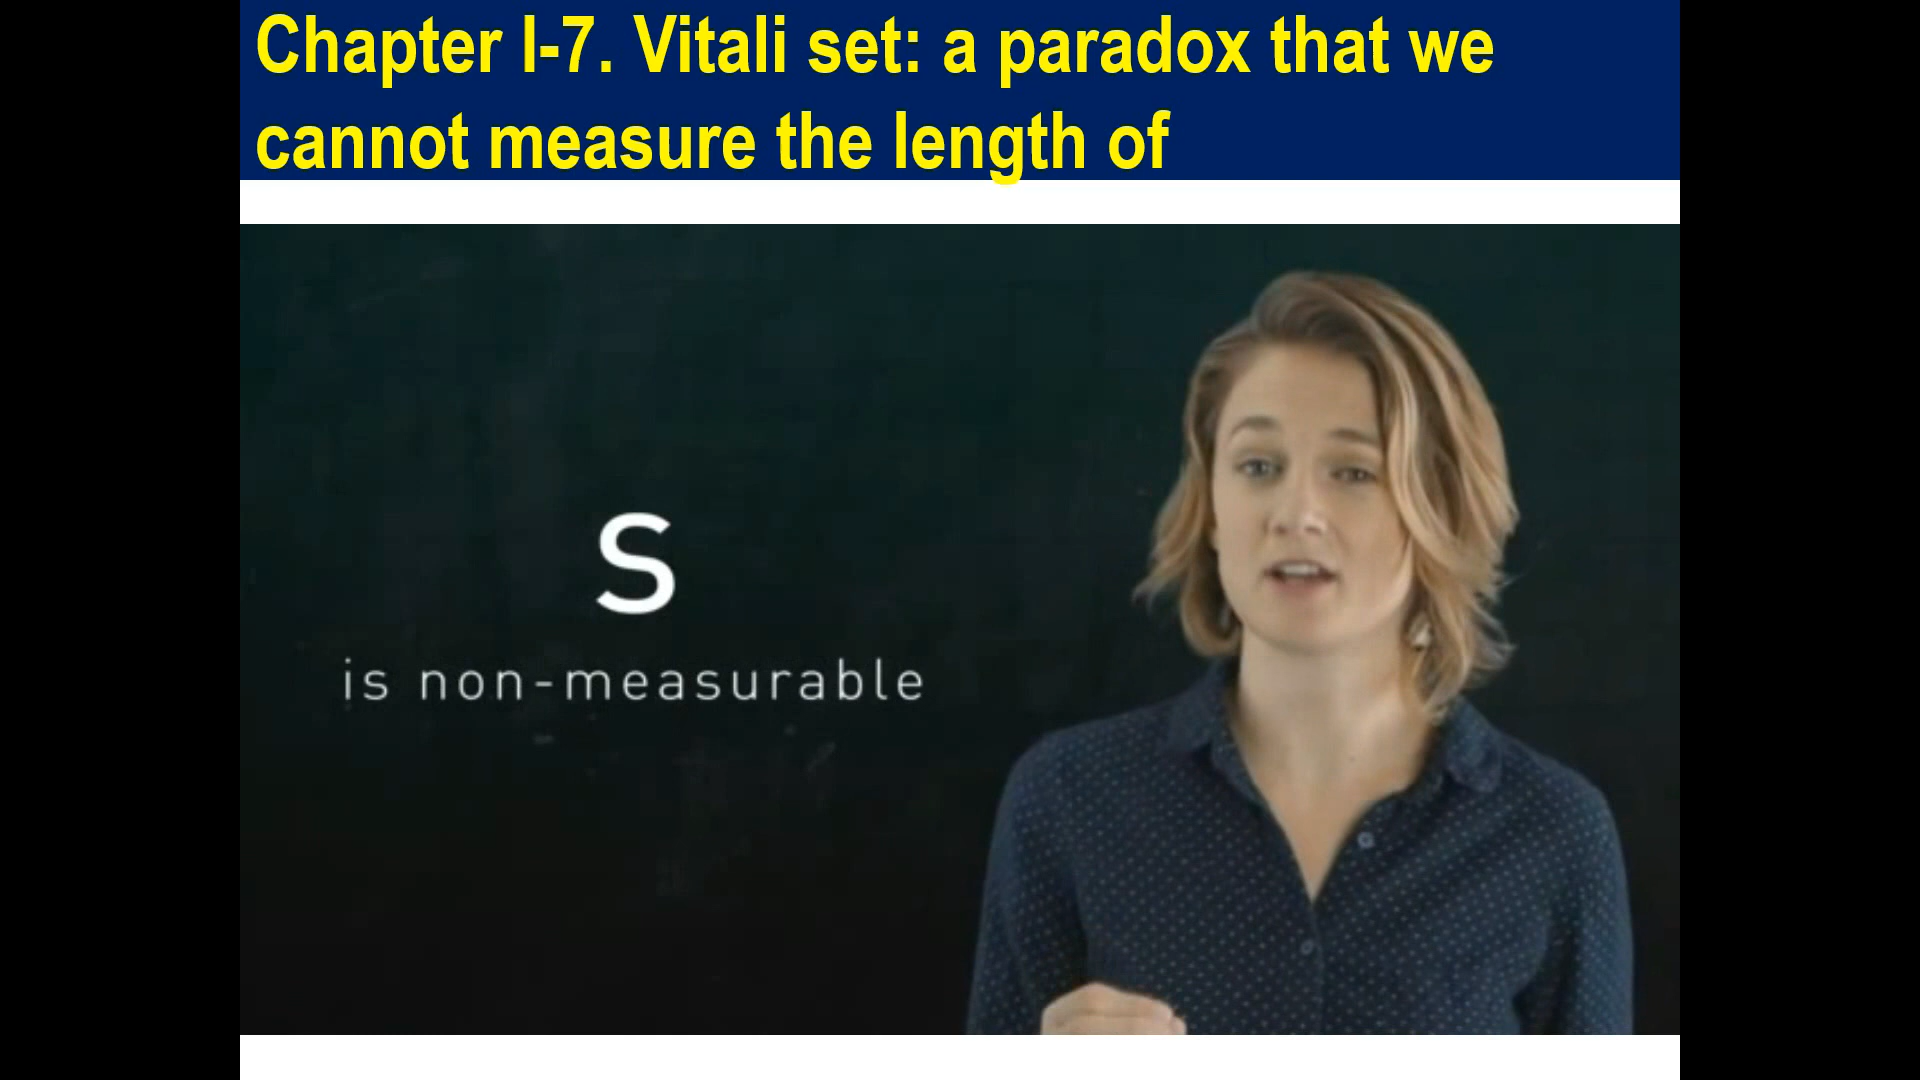 Chapter I-7. Vitali set: a paradox that we
cannot measure the length of
S
is non-measurable